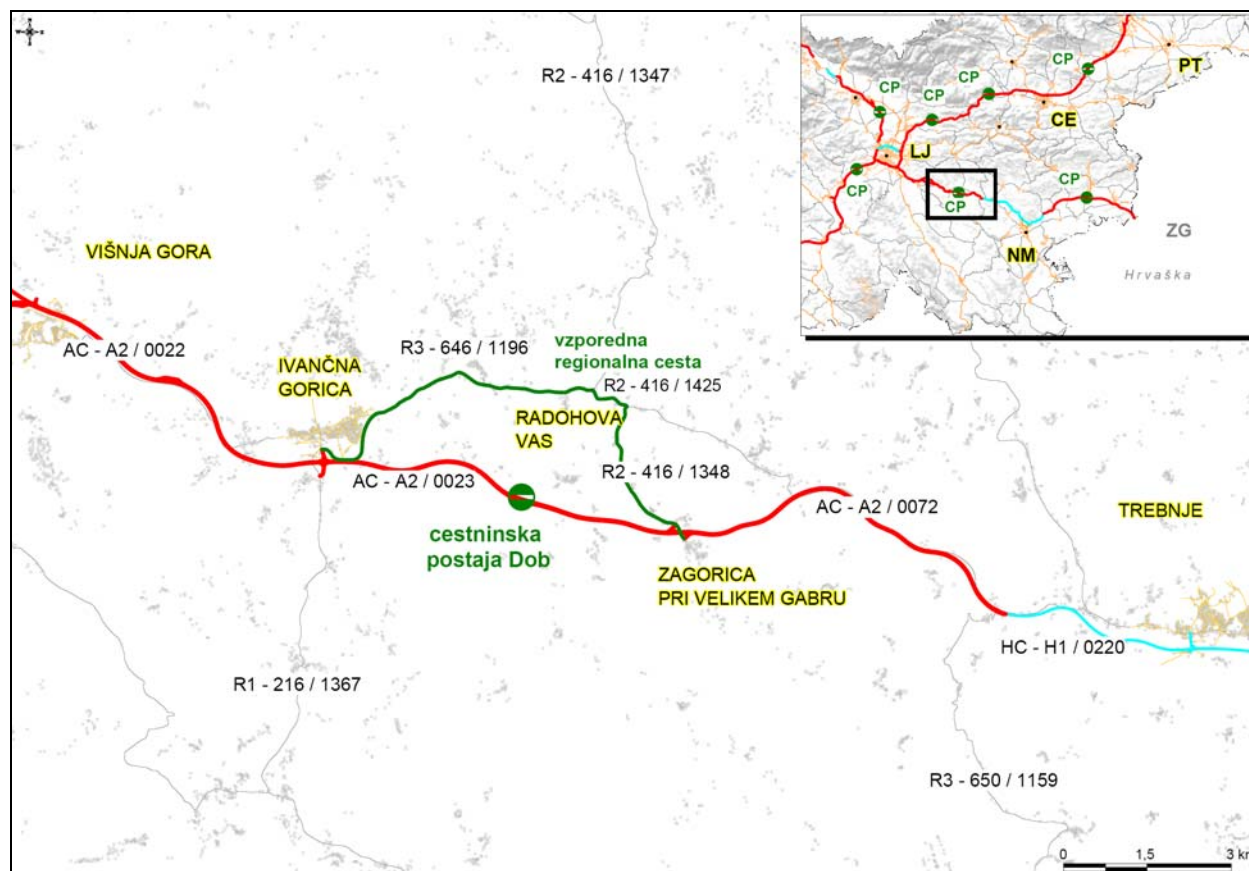 R2 - 416 / 1347
VIŠNJA GORA
AC - A2 / 0022
IVANČNA
GORICA
R3 - 646 / 1196
vzporedna
regionalna cesta
R2 - 416 / 1425
RADOHOVA
VAS
R2 - 416 / 1348
AC - A2 / 0023
cestninska
postaja Dob
AC - A2 / 0072
TREBNJE
ZAGORICA
PRI VELIKEM GABRU
HC - H1 / 0220
R1 - 216 / 1367
R3 - 650 / 1159
0 1,5 3 km
CP
CP
CP
CP
PT
CE
LJ
CP
CP
CP
NM
ZG
Hrvaška